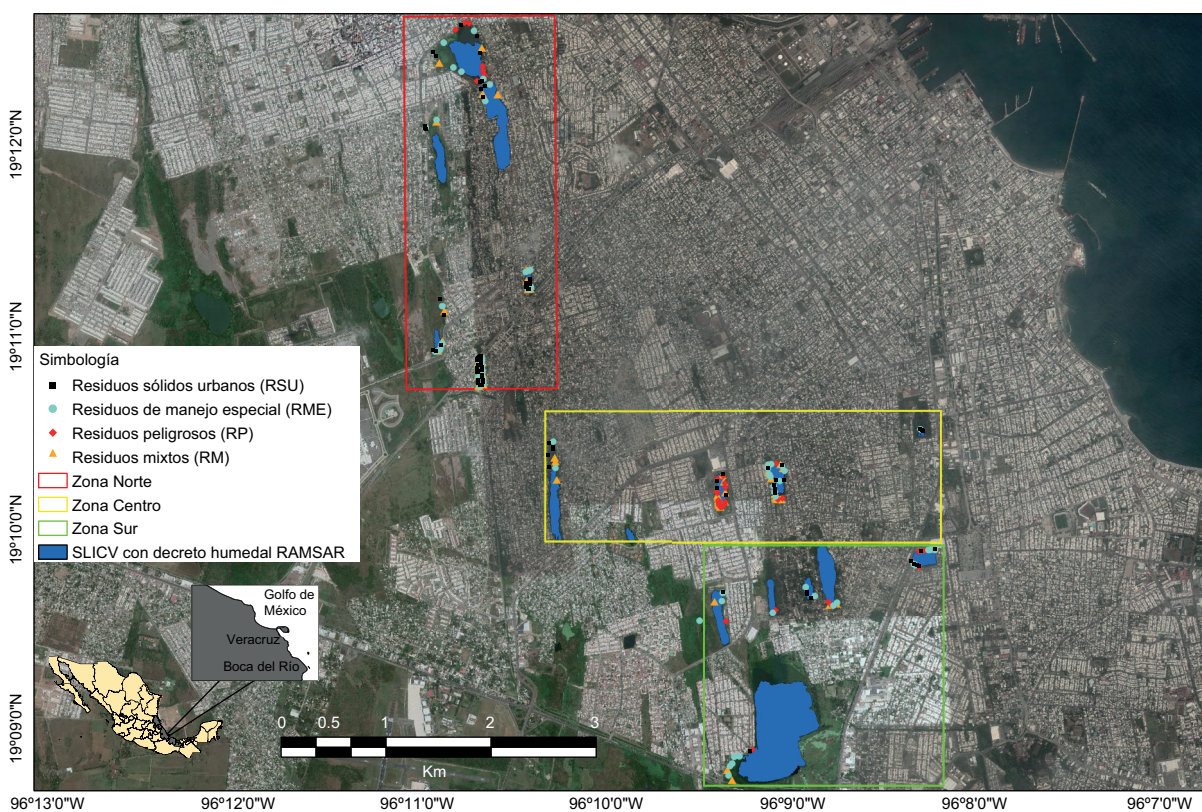 19°12'0"N
19°11'1'0"N
19°10'0"N
19°09'0"N
Simbología
Residuos sólidos urbanos (RSU)
Residuos de manejo especial (RME)
Residuos peligrosos (RP)
Residuos mixtos (RM)
Zona Norte
Zona Centro
Zona Sur
SLICV con decreto humedal RAMSAR
Golfo de
México
Veracruz
Boca del Río
0 0.5 1 2 3
Km
96°13'0"W 96°12'0"W 96°11'0"W 96°10'0"W 96°9'0"W 96°88'0"W 96°7'0"W